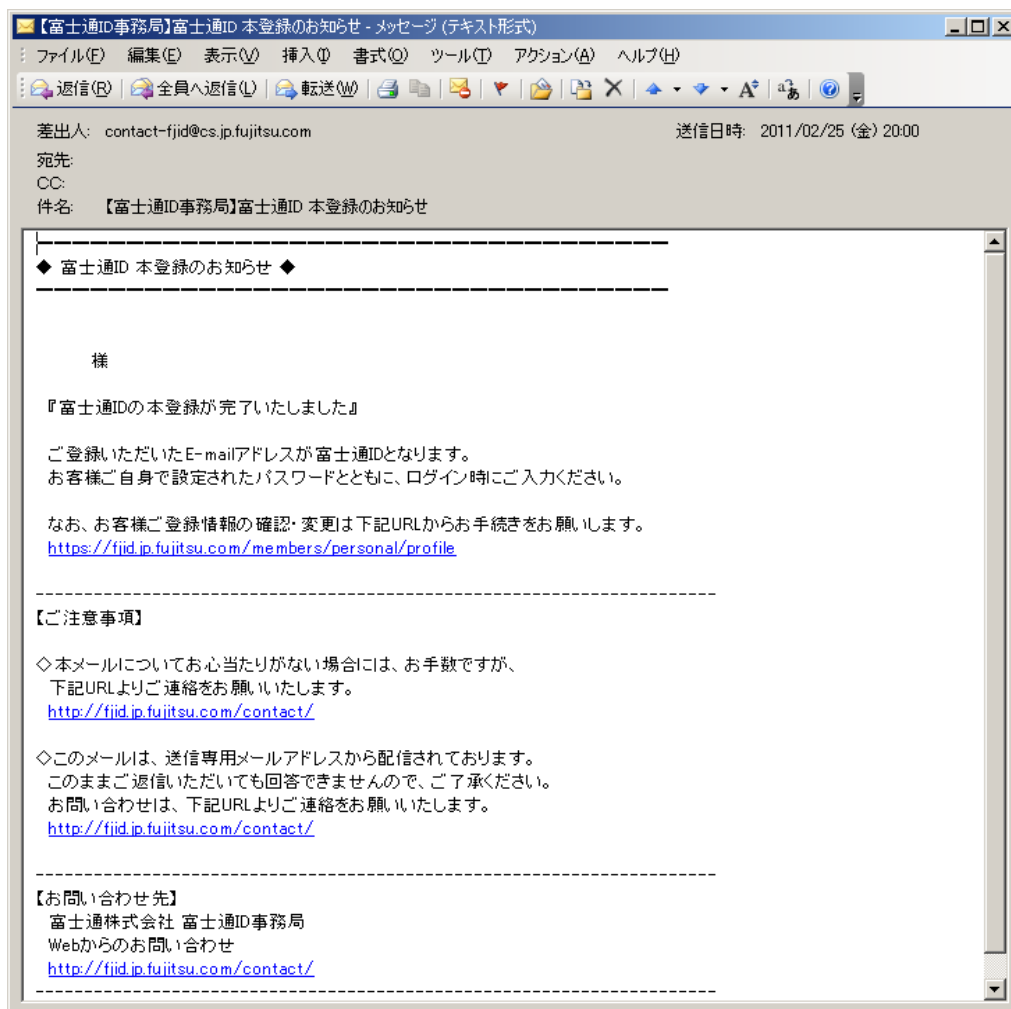 【富士通ID事務局】富士通ID 本登録のお知らせ - メッセージ (テキスト形式)
ファイル(F) 編集(E) 表示(V) 挿入(I) 書式(O) ツール(T) アクション(A) ヘルプ(H)
返信(R) 全員へ返信(L) 転送(W)
差出人: contact-fjid@cs.jp.fujitsu.com 送信日時: 2011/02/25 (金) 20:00
宛先:
CC:
件名: 【富士通ID事務局】富士通ID 本登録のお知らせ
◆ 富士通ID 本登録のお知らせ ◆
様
『富士通IDの本登録が完了いたしました』
ご登録いただいたE-mailアドレスが富士通IDとなります。
お客様ご自身で設定されたパスワードとともに、ログイン時にご入力ください。
なお、お客様ご登録情報の確認・変更は下記URLからお手続きをお願いします。
https://fjid.jp.fujitsu.com/members/personal/profile
【ご注意事項】
◇本メールについてお心当たりがない場合には、お手数ですが、
下記URLよりご連絡をお願いいたします。
http://fjid.jp.fujitsu.com/contact/
◇このメールは、送信専用メールアドレスから配信されております。
このままご返信いただいても回答できませんので、ご了承ください。
お問い合わせは、下記URLよりご連絡をお願いいたします。
http://fjid.jp.fujitsu.com/contact/
【お問い合わせ先】
富士通株式会社 富士通ID事務局
Webからのお問い合わせ
http://fjid.jp.fujitsu.com/contact/